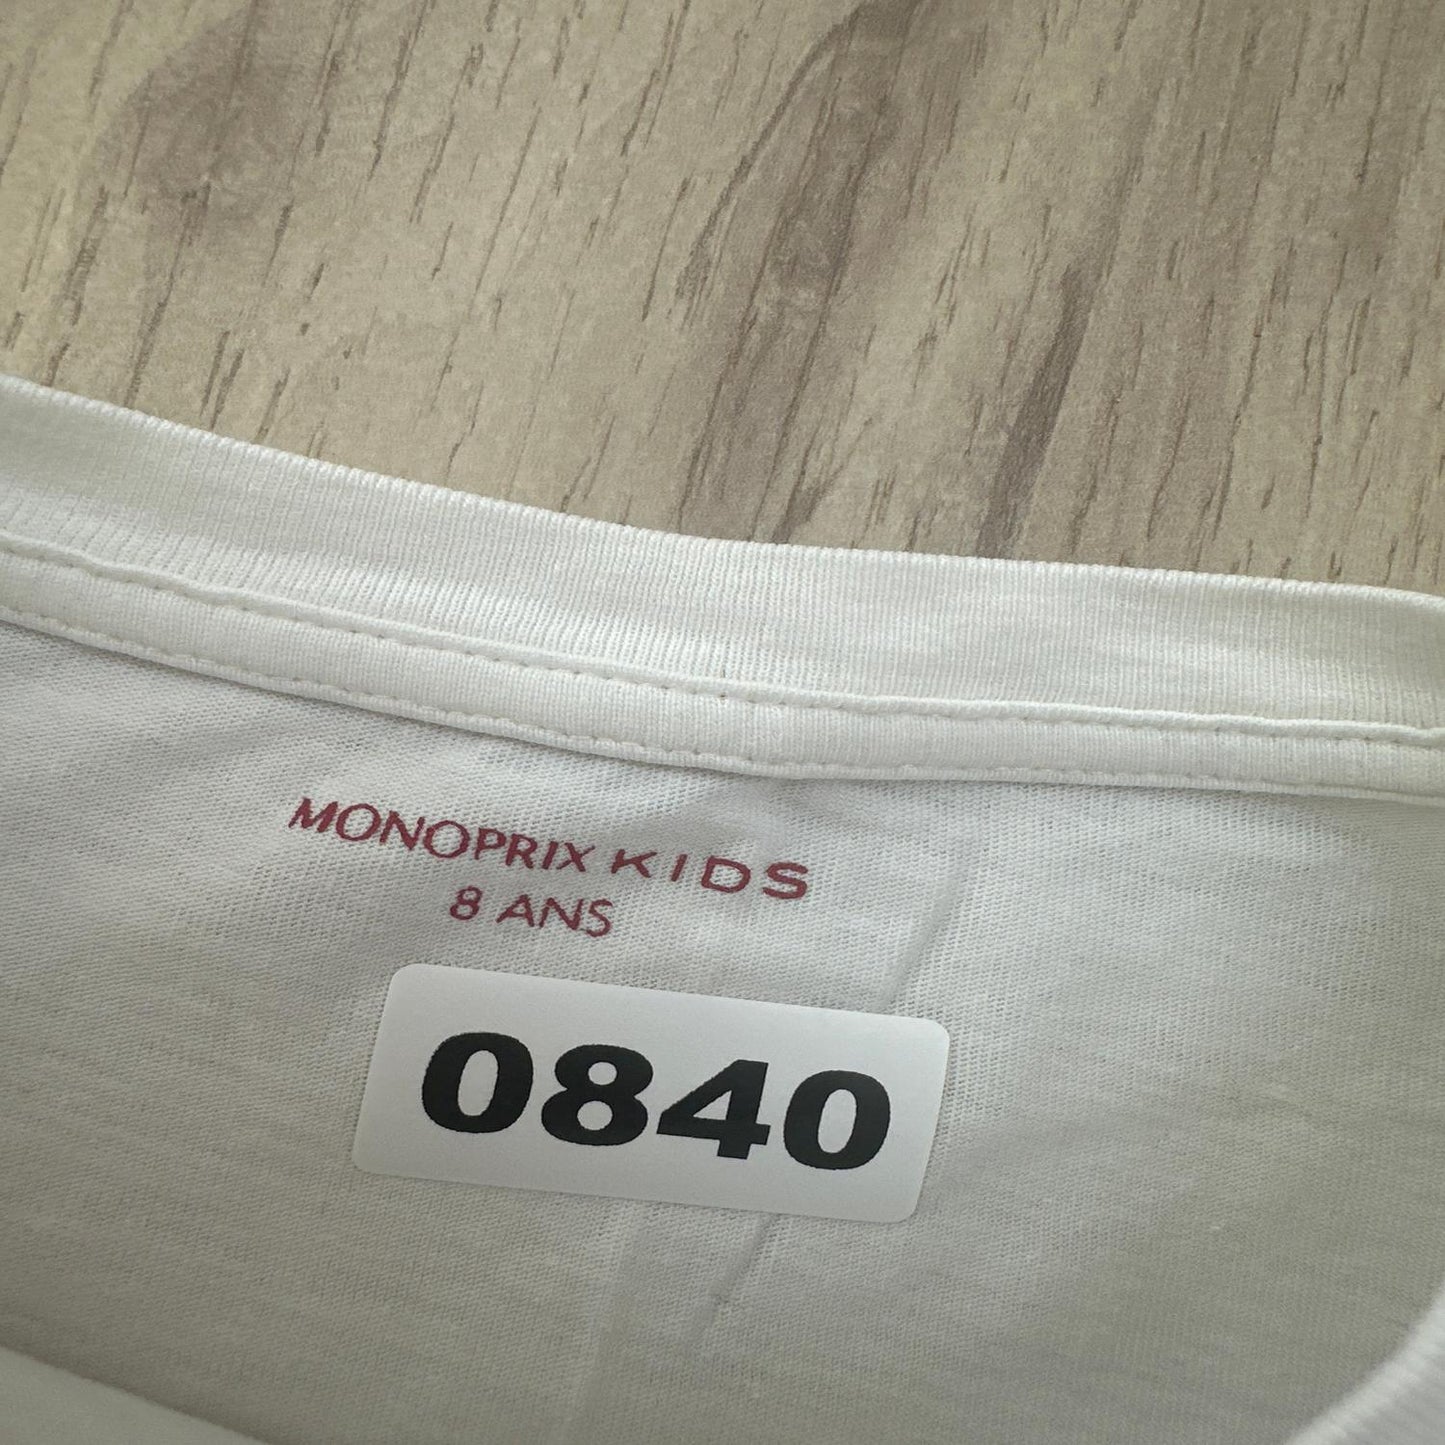 MONOPRIX KIDS
8 ANS
0840